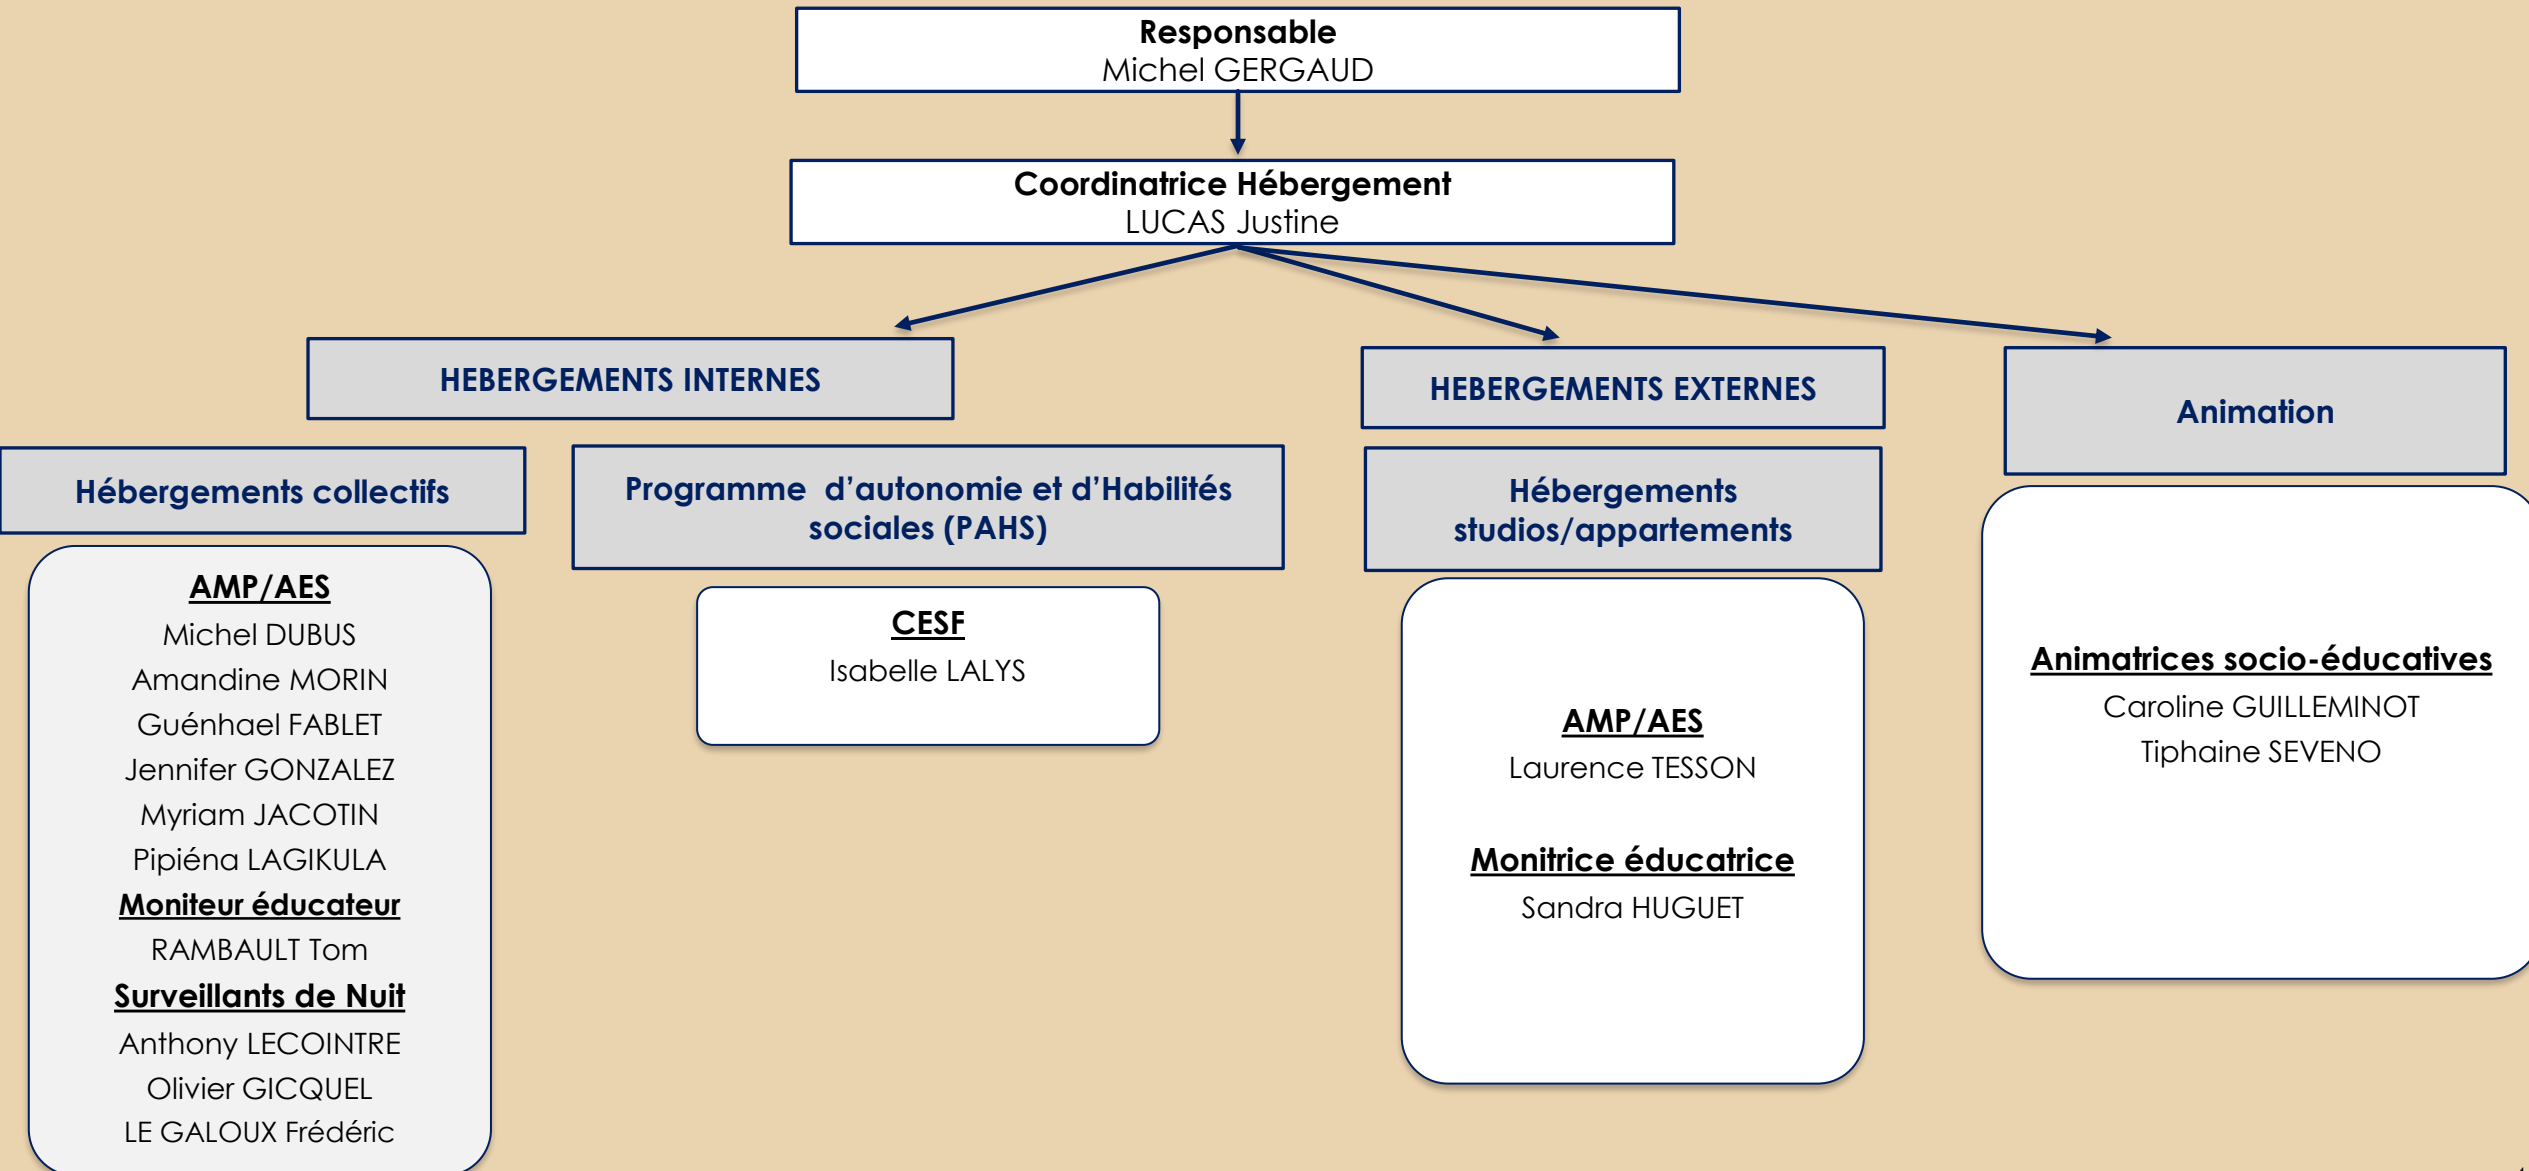 Responsable
Michel GERGAUD
Coordinatrice Hébergement
LUCAS Justine
HEBERGEMENTS INTERNES
HEBERGEMENTS EXTERNES
Animation
Hébergements collectifs
Programme d’autonomie et d’Habilités
sociales (PAHS)
Hébergements
studios/appartements
AMP/AES
Michel DUBUS
Amandine MORIN
Guénhael FABLET
Jennifer GONZALEZ
Myriam JACOTIN
Pipiéna LAGIKULA
Moniteur éducateur
RAMBAULT Tom
Surveillants de Nuit
Anthony LECOINTRE
Olivier GICQUEL
LE GALOUX Frédéric
CESF
Isabelle LALYS
AMP/AES
Laurence TESSON
Monitrice éducatrice
Sandra HUGUET
Animatrices socio-éducatives
Caroline GUILLEMINOT
Tiphaine SEVENO